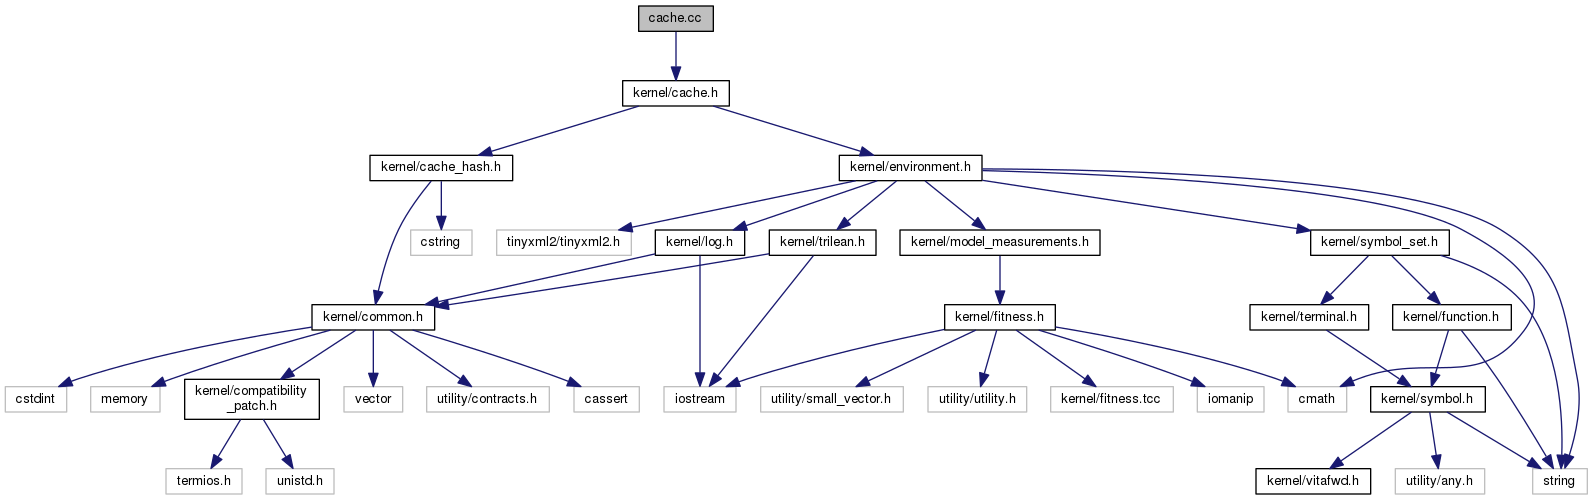 cache.cc
kernel/cache.h
kernel/cache_hash.h
kernel/environment.h
cstring
tinyxml2/tinyxml2.h
kernel/log.h
kernel/trilean.h
kernel/model_measurements.h
kernel/symbol_set.h
kernel/common.h
kernel/fitness.h
kernel/terminal.h
kernel/function.h
cstdint
memory
kernel/compatibility
_patch.h
vector
utility/contracts.h
cassert
iostream
utility/small_vector.h
utility/utility.h
kernel/fitness.tcc
iomanip
cmath
kernel/symbol.h
termios.h
unistd.h
kernel/vitafwd.h
utility/any.h
string